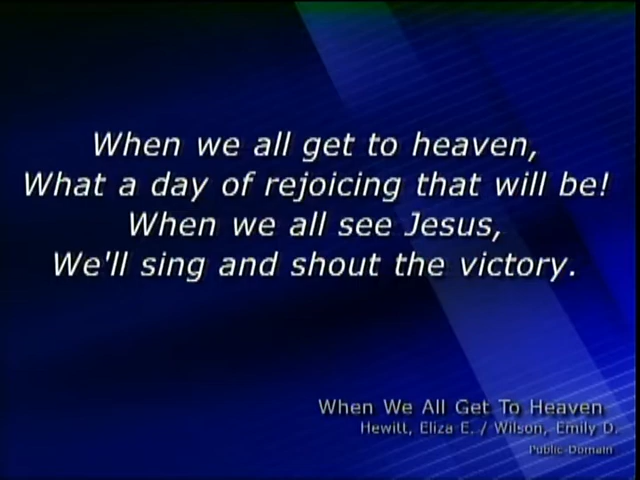 When we all get to heaven,
What a day of rejoicing that will be!
When we all see Jesus,
We'll sing and shout the victory.
When We All Get To Heaven
Hewitt, Eliza E. / Wilson, Emily D.
Public Domain